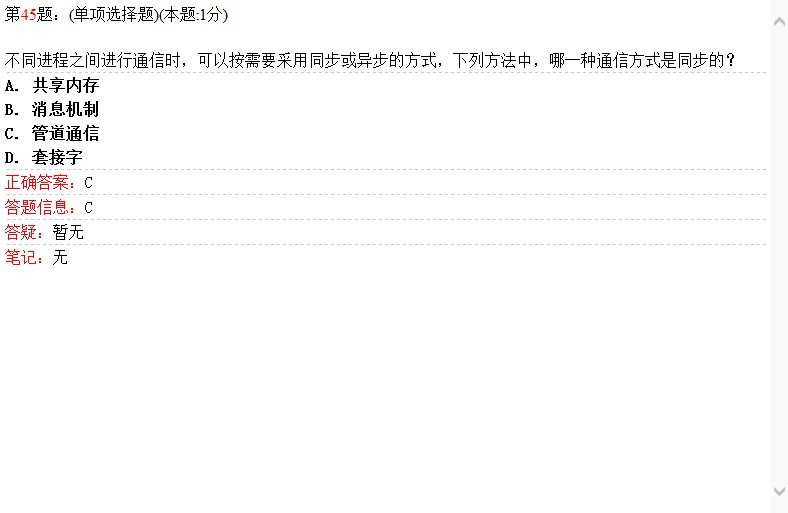 第45题：(单项选择题)(本题:1分)
不同进程之间进行通信时，可以按需要采用同步或异步的方式，下列方法中，哪一种通信方式是同步的？
A. 共享内存
B. 消息机制
C. 管道通信
D. 套接字
正确答案：C
答题信息：C
答疑：暂无
笔记：无